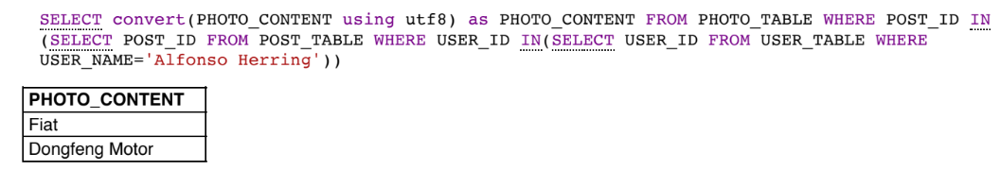 SELECT convert(PHOTO_CONTENT using utf8) as PHOTO_CONTENT FROM PHOTO_TABLE WHERE POST_ID IN
(SELECT POST_ID FROM POST_TABLE WHERE USER_ID IN(SELECT USER_ID FROM USER_TABLE WHERE
USER_NAME='Alfonso Herring'))
PHOTO_CONTENT
Fiat
Dongfeng Motor